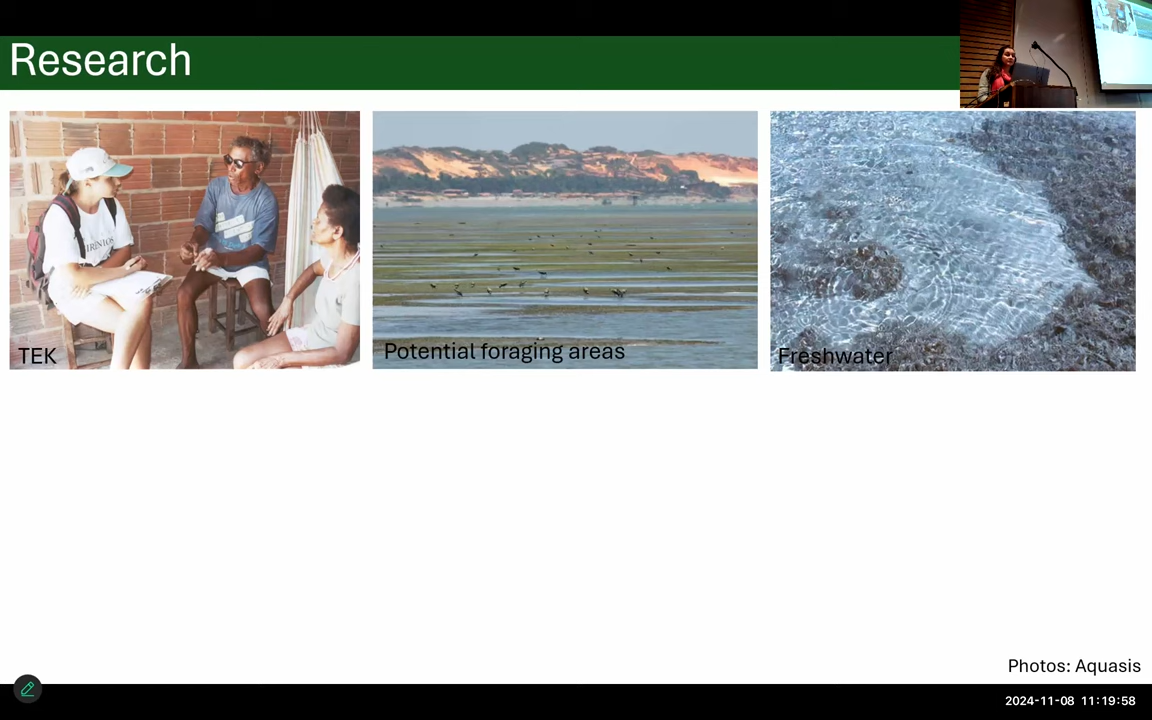 Research
TEK
Potential foraging areas
Freshwater
Photos: Aquasis
2024-11-08 11:19:58